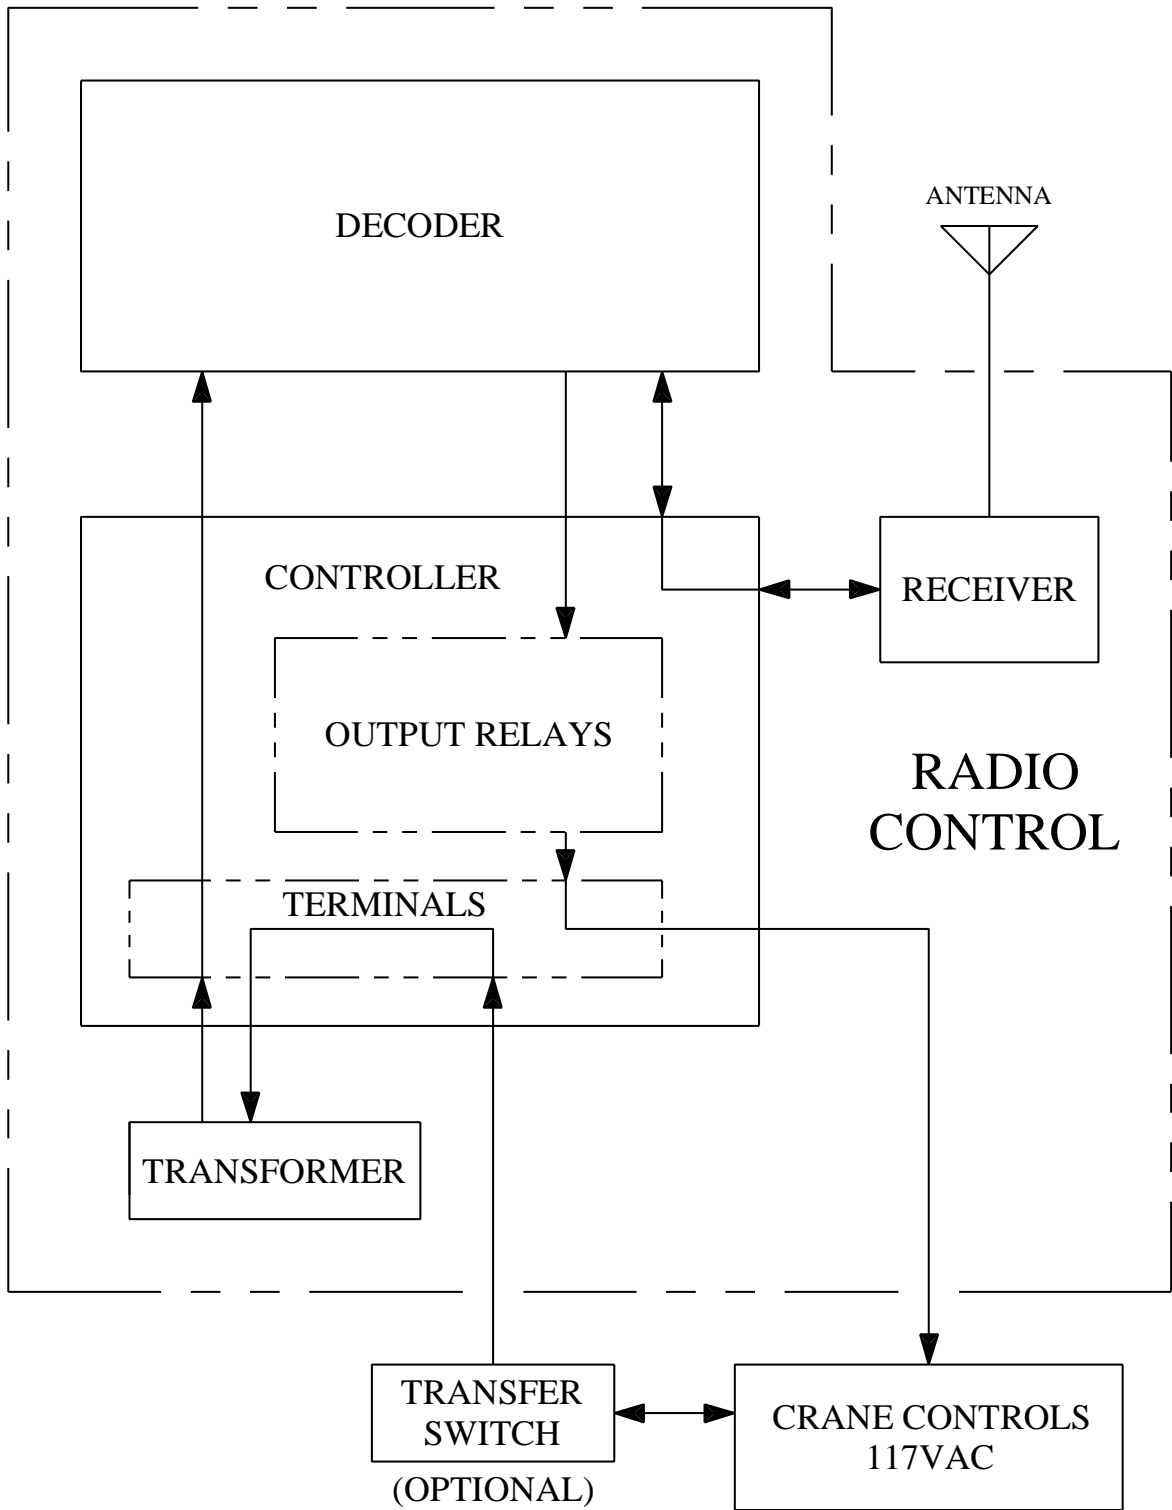 DECODER
ANTENNA
CONTROLLER
RECEIVER
OUTPUT RELAYS
RADIO
CONTROL
TERMINALS
TRANSFORMER
TRANSFER
SWITCH
(OPTIONAL)
CRANE CONTROLS
117VAC